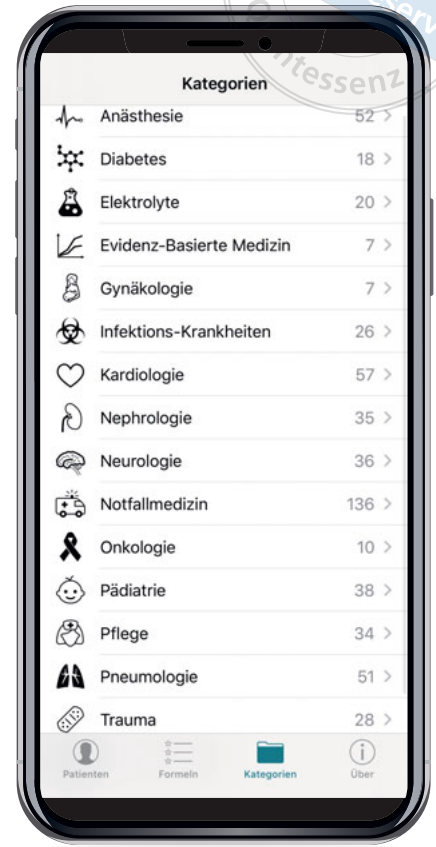 Kategorien
Anästhesie 52 >
Diabetes 18 >
Elektrolyte 20 >
Evidenz-Basierte Medizin 7 >
Gynäkologie 7 >
Infektions-Krankheiten 26 >
Kardiologie 57 >
Nephrologie 35 >
Neurologie 36 >
Notfallmedizin 136 >
Onkologie 10 >
Pädiatrie 38 >
Pflege 34 >
Pneumologie 51 >
Trauma 28 >
Patienten Formeln Kategorien Über